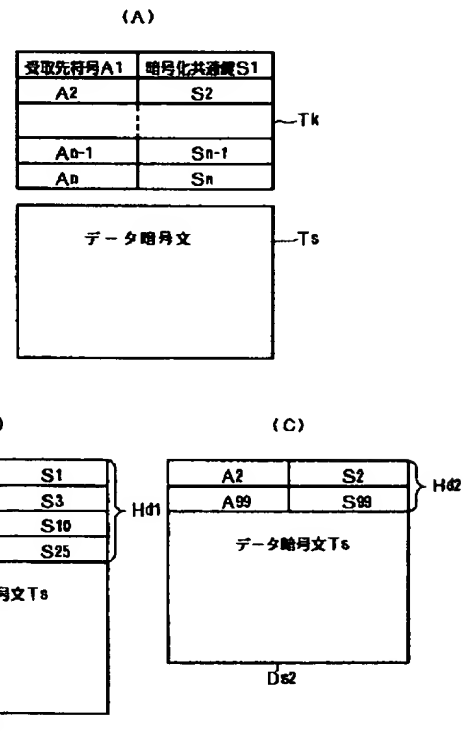 (A)
受取先符号A1 暗号化共通鍵S1
A2 S2
Tk
An-1 Sn-1
An Sn
データ暗号文
Ts
)
(C)
S1
S3
S10
S25
Hd1
号文Ts
A2 S2
A99 S99
Hd2
データ暗号文Ts
Ds2